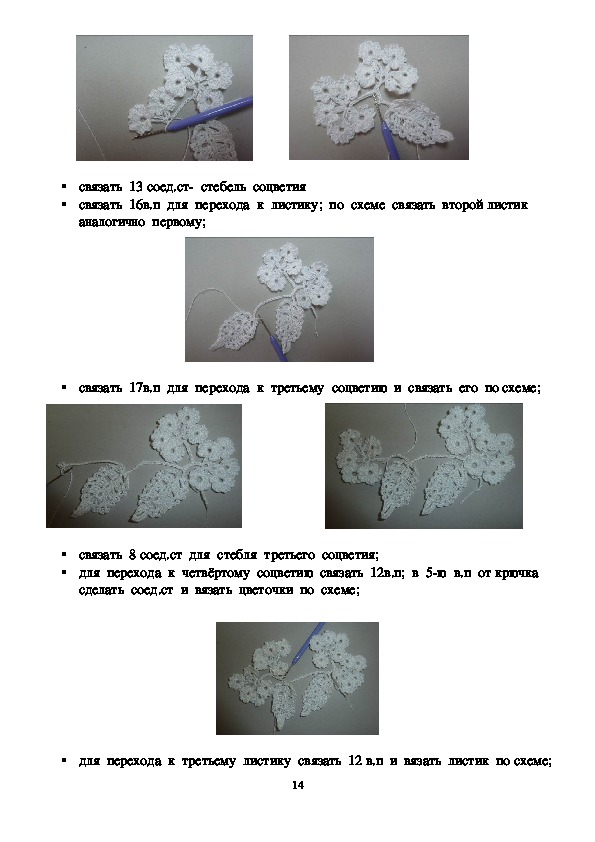 ▪ связать 13 соед.ст- стебель соцветия
▪ связать 16в.п для перехода к листику; по схеме связать второй листик
аналогично первому;
▪ связать 17в.п для перехода к третьему соцветию и связать его по схеме;
▪ связать 8 соед.ст для стебля третьего соцветия;
▪ для перехода к четвёртому соцветию связать 12в.п; в 5-ю в.п от крючка
сделать соед.ст и вязать цветочки по схеме;
▪ для перехода к третьему листику связать 12 в.п и вязать листик по схеме;
14